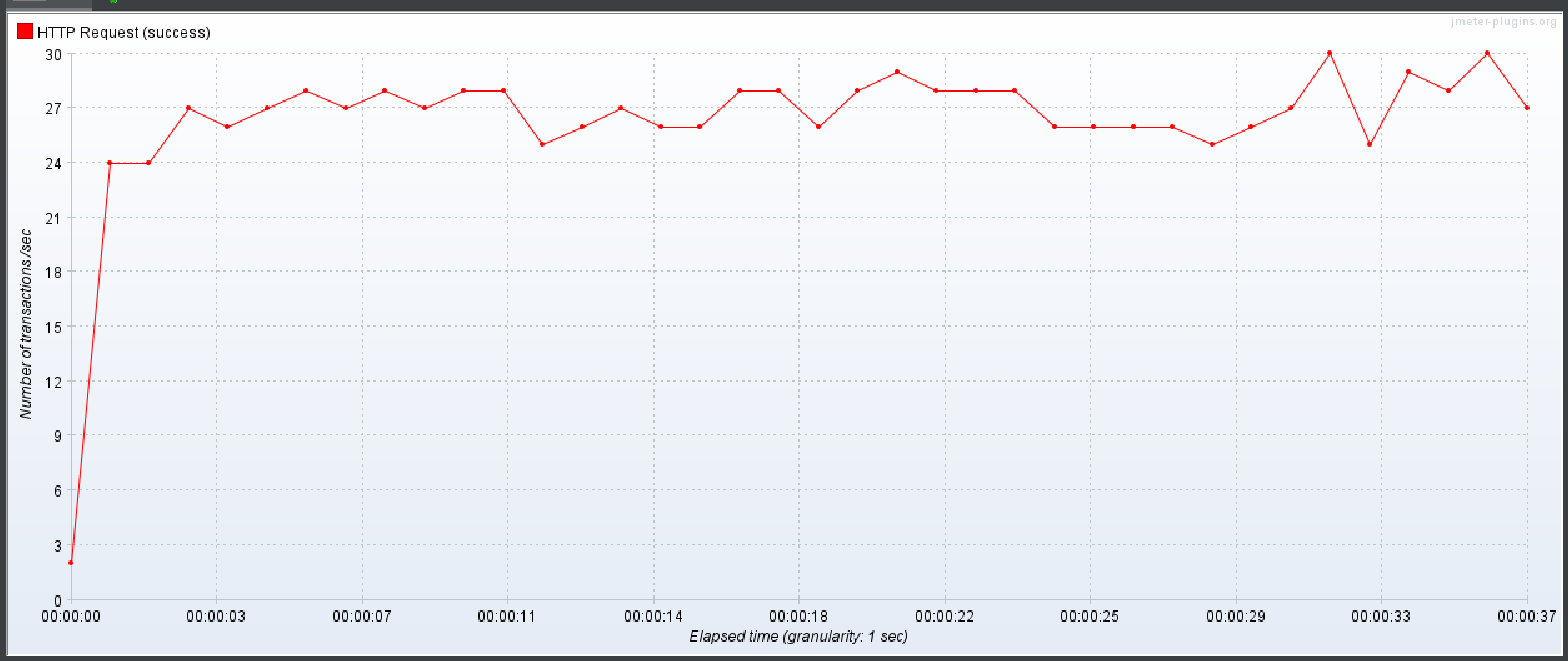 jmeter-plugins.org
HTTP Request (success)
30
27
24
21
18
15
12
9
6
3
0
Number of transactions /sec
00:00:00 00:00:03 00:00:07 00:00:11 00:00:14 00:00:18 00:00:22 00:00:25 00:00:29 00:00:33 00:00:37
Elapsed time (granularity: 1 sec)